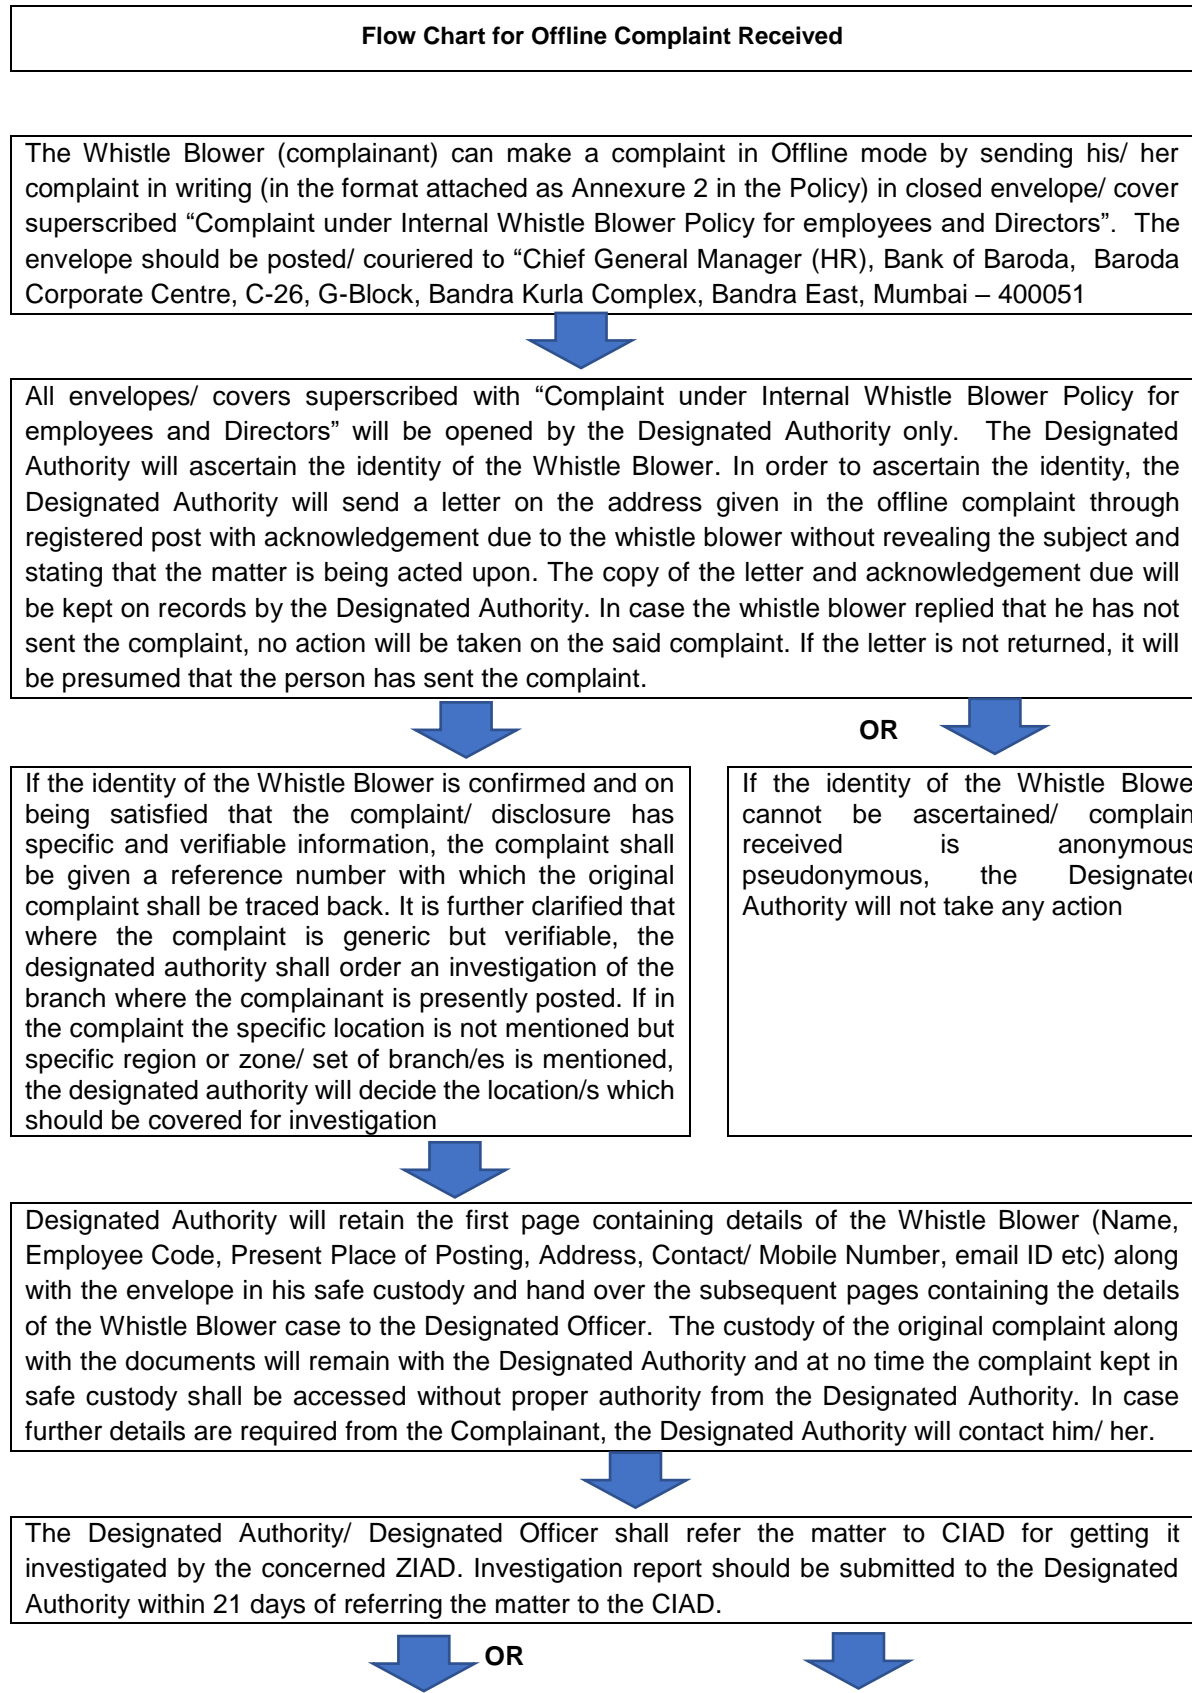 Flow Chart for Offline Complaint Received
The Whistle Blower (complainant) can make a complaint in Offline mode by sending his/ her
complaint in writing (in the format attached as Annexure 2 in the Policy) in closed envelope/ cover
superscribed “Complaint under Internal Whistle Blower Policy for employees and Directors”. The
envelope should be posted/ couriered to “Chief General Manager (HR), Bank of Baroda, Baroda
Corporate Centre, C-26, G-Block, Bandra Kurla Complex, Bandra East, Mumbai – 400051
All envelopes/ covers superscribed with “Complaint under Internal Whistle Blower Policy for
employees and Directors” will be opened by the Designated Authority only. The Designated
Authority will ascertain the identity of the Whistle Blower. In order to ascertain the identity, the
Designated Authority will send a letter on the address given in the offline complaint through
registered post with acknowledgement due to the whistle blower without revealing the subject and
stating that the matter is being acted upon. The copy of the letter and acknowledgement due will
be kept on records by the Designated Authority. In case the whistle blower replied that he has not
sent the complaint, no action will be taken on the said complaint. If the letter is not returned, it will
be presumed that the person has sent the complaint.
OR
If the identity of the Whistle Blower is confirmed and on
being satisfied that the complaint/ disclosure has
specific and verifiable information, the complaint shall
be given a reference number with which the original
complaint shall be traced back. It is further clarified that
where the complaint is generic but verifiable, the
designated authority shall order an investigation of the
branch where the complainant is presently posted. If in
the complaint the specific location is not mentioned but
specific region or zone/ set of branch/es is mentioned,
the designated authority will decide the location/s which
should be covered for investigation
If the identity of the Whistle Blowe
cannot be ascertained/ complain
received is anonymous
pseudonymous, the Designate
Authority will not take any action
Designated Authority will retain the first page containing details of the Whistle Blower (Name,
Employee Code, Present Place of Posting, Address, Contact/ Mobile Number, email ID etc) along
with the envelope in his safe custody and hand over the subsequent pages containing the details
of the Whistle Blower case to the Designated Officer. The custody of the original complaint along
with the documents will remain with the Designated Authority and at no time the complaint kept in
safe custody shall be accessed without proper authority from the Designated Authority. In case
further details are required from the Complainant, the Designated Authority will contact him/ her.
The Designated Authority/ Designated Officer shall refer the matter to CIAD for getting it
investigated by the concerned ZIAD. Investigation report should be submitted to the Designated
Authority within 21 days of referring the matter to the CIAD.
OR